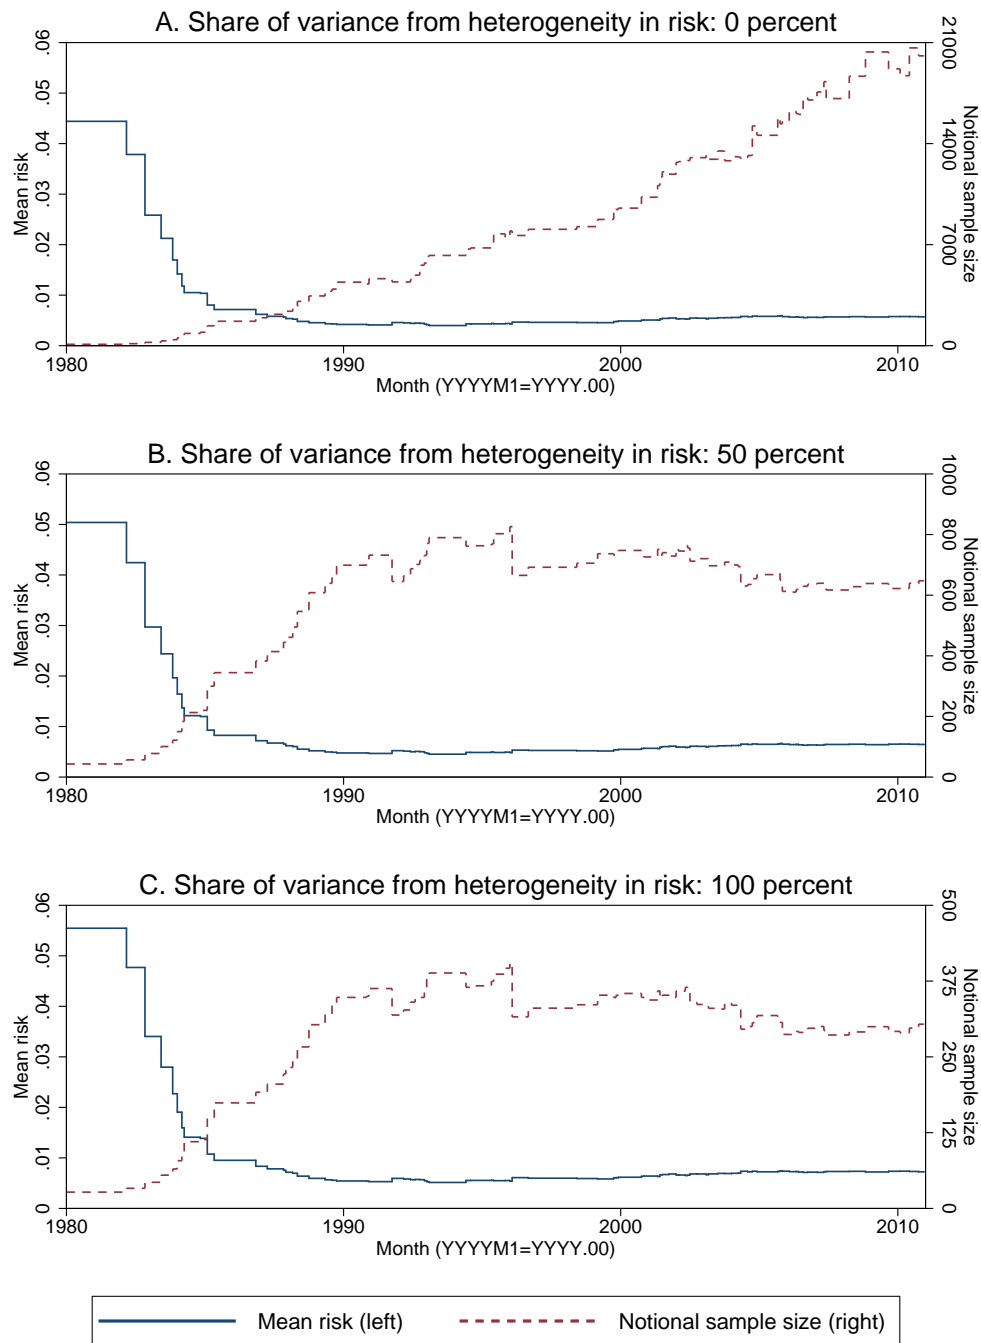 A. Share of variance from heterogeneity in risk: 0 percent
Mean risk
0 .01 .02 .03 .04 .05 .06
0 7000 14000 21000
Notional sample size
1980 1990 2000 2010
Month (YYYYM1=YYYY.00)
B. Share of variance from heterogeneity in risk: 50 percent
Mean risk
0 .01 .02 .03 .04 .05 .06
0 200 400 600 800 1000
Notional sample size
1980 1990 2000 2010
Month (YYYYM1=YYYY.00)
C. Share of variance from heterogeneity in risk: 100 percent
Mean risk
0 .01 .02 .03 .04 .05 .06
0 125 250 375 500
Notional sample size
1980 1990 2000 2010
Month (YYYYM1=YYYY.00)
Mean risk (left) Notional sample size (right)